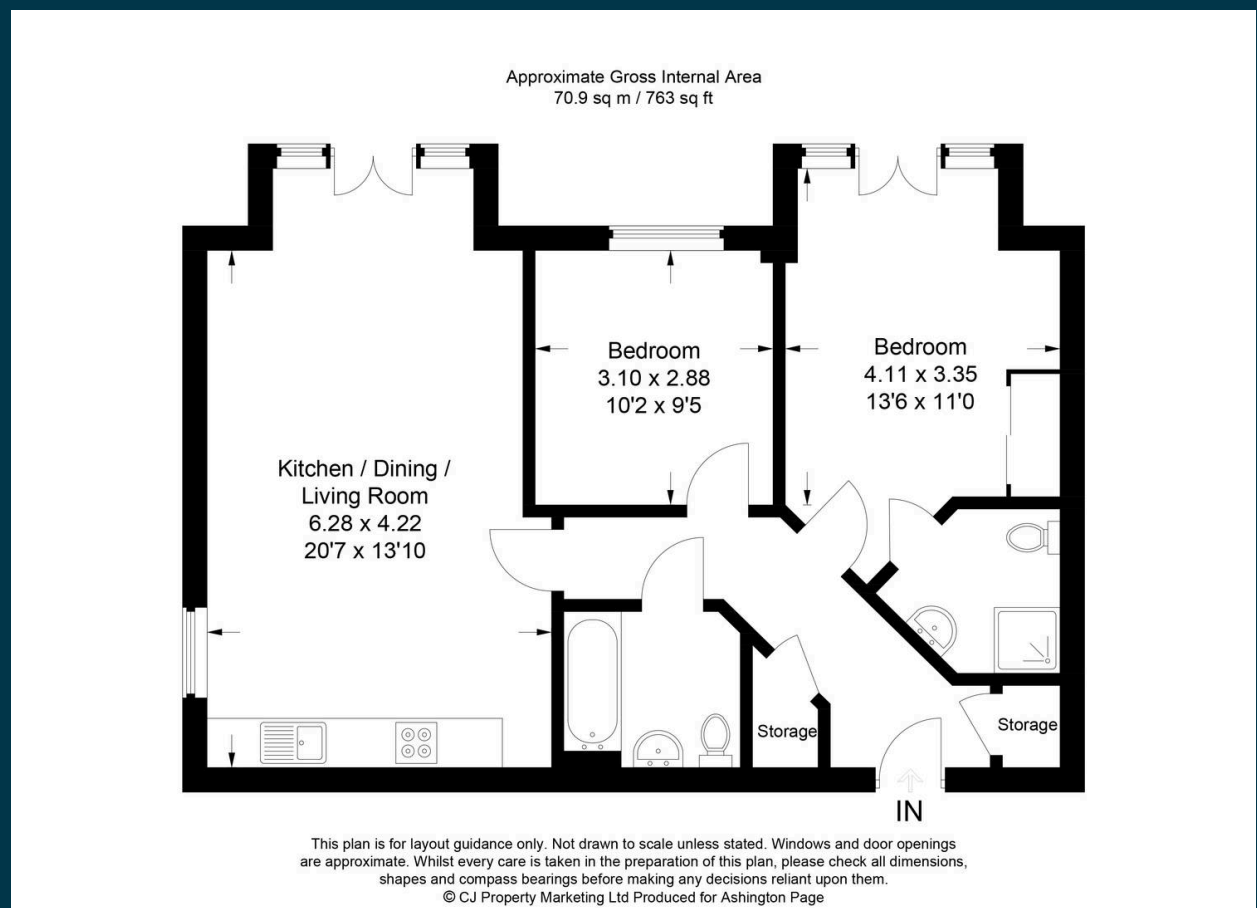 Approximate Gross Internal Area
70.9 sq m / 763 sq ft
Bedroom
3.10 x 2.88
10'2 x 9'5
Bedroom
4.11 x 3.35
13'6 x 11'0
Kitchen / Dining /
Living Room
6.28 x 4.22
20'7 x 13'10
Storage
Storage
IN
This plan is for layout guidance only. Not drawn to scale unless stated. Windows and door openings
are approximate. Whilst every care is taken in the preparation of this plan, please check all dimensions,
shapes and compass bearings before making any decisions reliant upon them.
© CJ Property Marketing Ltd Produced for Ashington Page